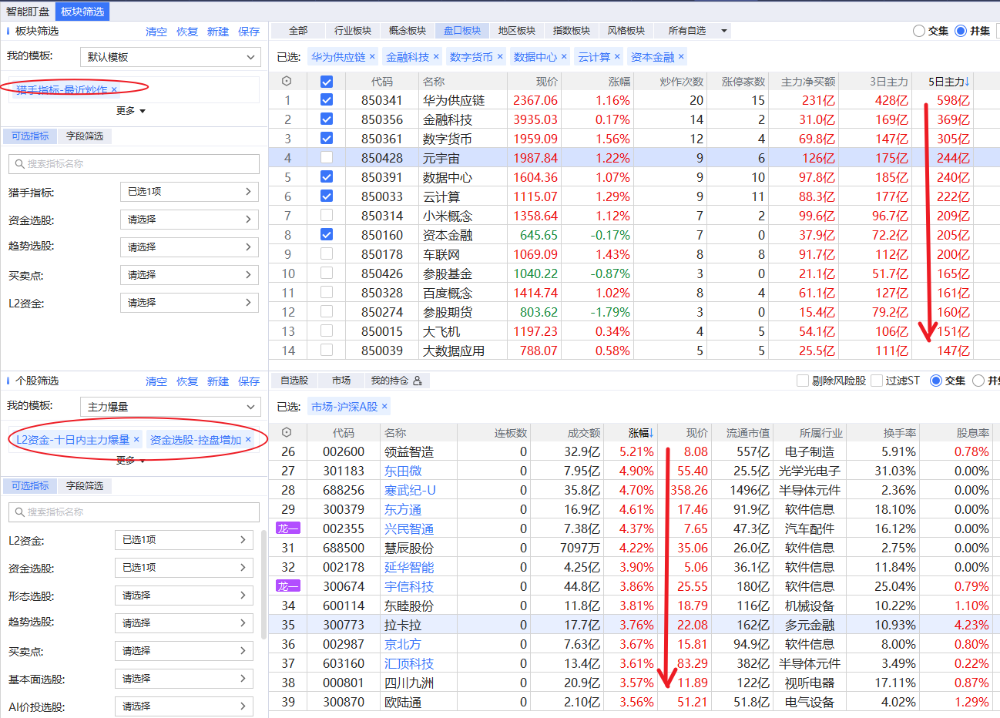 智能盯盘 板块筛选
板块筛选 清空 恢复 新建 保存
我的模板: 默认模板
猎手指标-最近炒作 ×
更多
可选指标 字段筛选
搜索指标名称
猎手指标: 已选1项
资金选股: 请选择
趋势选股: 请选择
买卖点: 请选择
L2资金: 请选择
全部 行业板块 概念板块 盘口板块 地区板块 指数板块 风格板块 所有自选 交集 并集
已选: 华为供应链 × 金融科技 × 数字货币 × 数据中心 × 云计算 × 资本金融 ×
代码 名称 现价 涨幅 炒作次数 涨停家数 主力净买额 3日主力 5日主力↓
1 850341 华为供应链 2367.06 1.16% 20 15 231亿 428亿 598亿
2 850356 金融科技 3935.03 0.17% 14 2 31.0亿 169亿 369亿
3 850361 数字货币 1959.09 1.56% 12 4 69.8亿 147亿 305亿
4 850428 元宇宙 1987.84 1.22% 9 6 126亿 175亿 244亿
5 850391 数据中心 1604.36 1.07% 9 10 97.8亿 185亿 240亿
6 850033 云计算 1115.07 1.29% 9 11 88.3亿 177亿 222亿
7 850314 小米概念 1358.64 1.12% 7 2 99.6亿 96.7亿 209亿
8 850160 资本金融 645.65 -0.17% 7 0 37.9亿 72.2亿 205亿
9 850178 车联网 1069.09 1.43% 8 8 91.7亿 112亿 200亿
10 850426 参股基金 1040.22 -0.87% 3 0 21.1亿 51.7亿 165亿
11 850328 百度概念 1414.74 1.02% 8 4 61.1亿 127亿 161亿
12 850274 参股期货 803.62 -1.79% 3 0 15.4亿 79.2亿 160亿
13 850015 大飞机 1197.23 0.34% 4 5 54.1亿 106亿 151亿
14 850039 大数据应用 788.07 0.58% 5 5 25.5亿 111亿 147亿
个股筛选 清空 恢复 新建 保存
我的模板: 主力爆量
L2资金-十日内主力爆量 × 资金选股-控盘增加 ×
更多
可选指标 字段筛选
搜索指标名称
L2资金: 已选1项
资金选股: 已选1项
形态选股: 请选择
趋势选股: 请选择
买卖点: 请选择
基本面选股: 请选择
AI价投选股: 请选择
自选股 市场 我的持仓 剔除风险股 过滤ST 交集 并集
已选: 市场-沪深A股 ×
代码 名称 连板数 成交额 涨幅↓ 现价 流通市值 所属行业 换手率 股息率
26 002600 领益智造 0 32.9亿 5.21% 8.08 557亿 电子制造 5.91% 0.78%
27 301183 东田微 0 7.95亿 4.90% 55.40 25.5亿 光学光电子 31.03% 0.00%
28 688256 寒武纪-U 0 35.8亿 4.70% 358.26 1496亿 半导体元件 2.36% 0.00%
29 300379 东方通 0 16.9亿 4.61% 17.46 91.9亿 软件信息 18.10% 0.00%
龙一 002355 兴民智通 0 7.38亿 4.37% 7.65 47.3亿 汽车配件 16.12% 0.00%
31 688500 慧辰股份 0 7097万 4.22% 35.06 26.0亿 软件信息 2.75% 0.00%
32 002178 延华智能 0 4.25亿 3.90% 5.06 36.1亿 软件信息 11.84% 0.00%
龙一 300674 宇信科技 0 44.8亿 3.86% 25.55 180亿 软件信息 25.04% 0.79%
34 600114 东睦股份 0 11.8亿 3.81% 18.79 116亿 机械设备 10.22% 1.10%
35 300773 拉卡拉 0 17.7亿 3.76% 22.08 162亿 多元金融 10.93% 4.23%
36 002987 京北方 0 7.63亿 3.67% 15.81 94.9亿 软件信息 8.00% 0.80%
37 603160 汇顶科技 0 13.4亿 3.61% 83.29 382亿 半导体元件 3.49% 0.22%
38 000801 四川九洲 0 20.9亿 3.57% 11.89 122亿 视听电器 17.11% 0.87%
39 300870 欧陆通 0 2.10亿 3.56% 51.21 51.8亿 电气设备 4.02% 1.29%